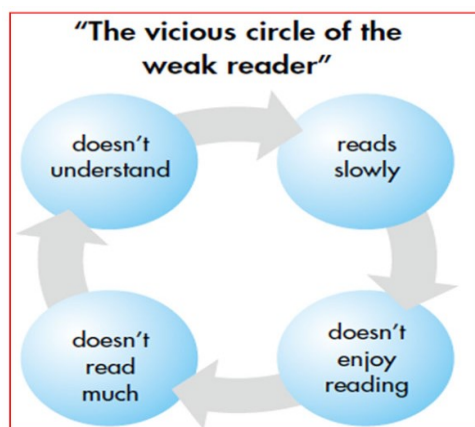 “The vicious circle of the
weak reader”
doesn’t
understand
reads
slowly
doesn’t
enjoy
reading
doesn’t
read
much